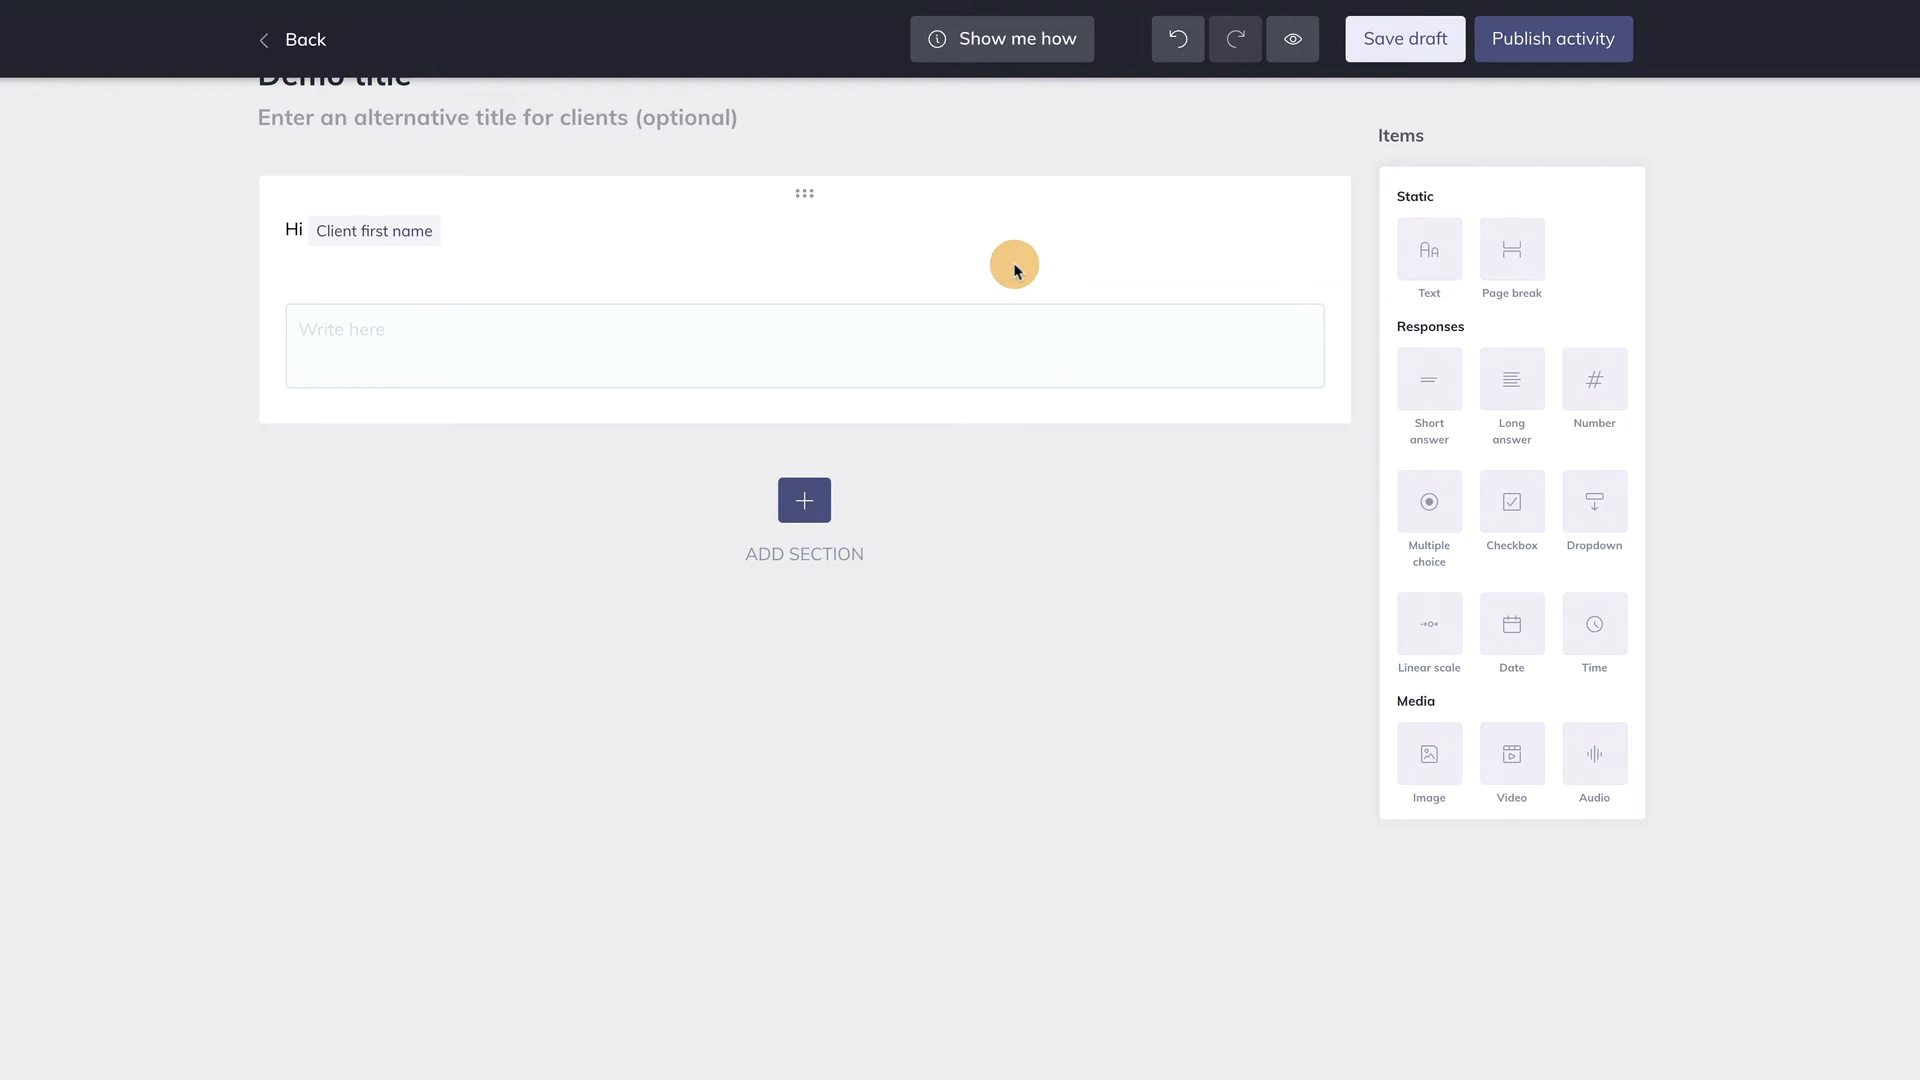 Back
Show me how
Save draft
Publish activity
Demo title
Enter an alternative title for clients (optional)
Hi Client first name
Write here
ADD SECTION
Items
Static
Text
Page break
Responses
Short
answer
Long
answer
Number
Multiple
choice
Checkbox
Dropdown
Linear scale
Date
Time
Media
Image
Video
Audio